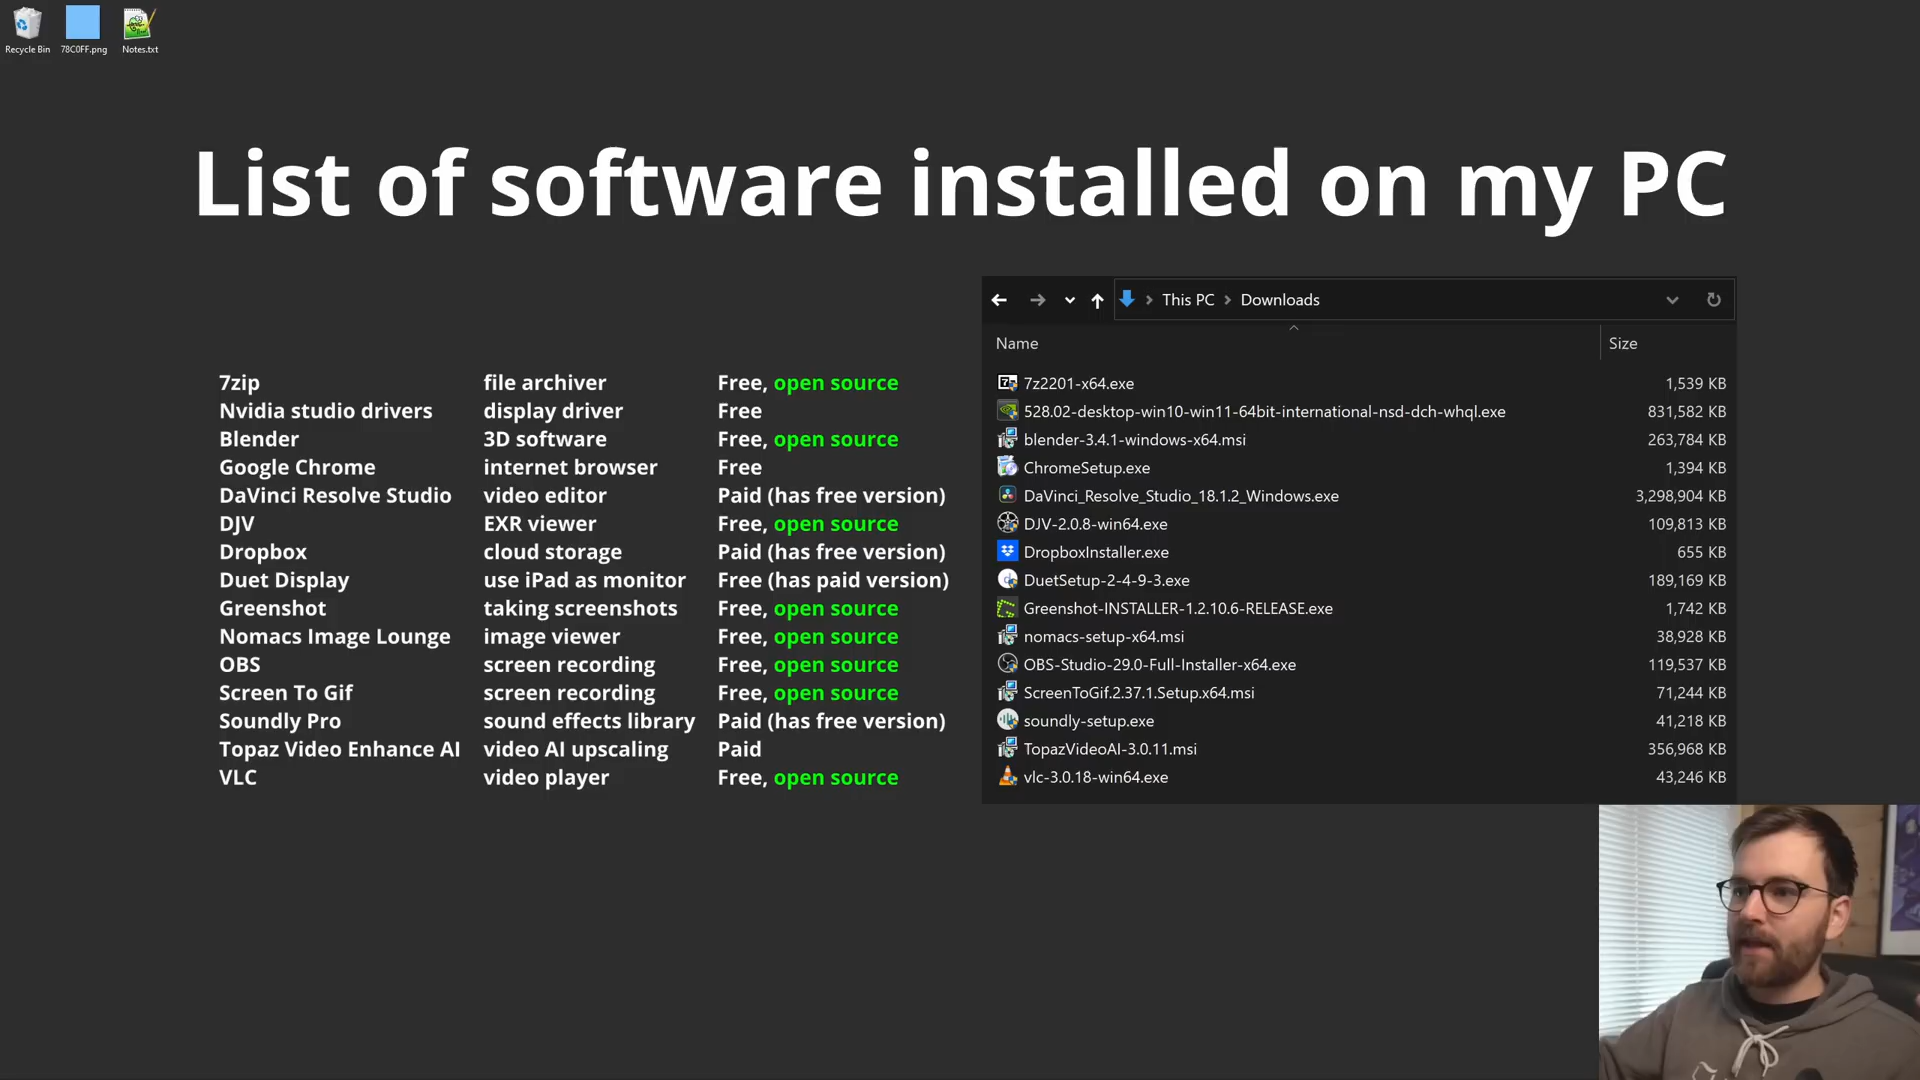 Recycle Bin
78C0FF.png
Notes.txt
List of software installed on my PC
7zip file archiver Free, open source
Nvidia studio drivers display driver Free
Blender 3D software Free, open source
Google Chrome internet browser Free
DaVinci Resolve Studio video editor Paid (has free version)
DJV EXR viewer Free, open source
Dropbox cloud storage Paid (has free version)
Duet Display use iPad as monitor Free (has paid version)
Greenshot taking screenshots Free, open source
Nomacs Image Lounge image viewer Free, open source
OBS screen recording Free, open source
Screen To Gif screen recording Free, open source
Soundly Pro sound effects library Paid (has free version)
Topaz Video Enhance AI video AI upscaling Paid
VLC video player Free, open source
This PC Downloads
Name Size
7z2201-x64.exe 1,539 KB
528.02-desktop-win10-win11-64bit-international-nsd-dch-whql.exe 831,582 KB
blender-3.4.1-windows-x64.msi 263,784 KB
ChromeSetup.exe 1,394 KB
DaVinci_Resolve_Studio_18.1.2_Windows.exe 3,298,904 KB
DJV-2.0.8-win64.exe 109,813 KB
DropboxInstaller.exe 655 KB
DuetSetup-2-4-9-3.exe 189,169 KB
Greenshot-INSTALLER-1.2.10.6-RELEASE.exe 1,742 KB
nomacs-setup-x64.msi 38,928 KB
OBS-Studio-29.0-Full-Installer-x64.exe 119,537 KB
ScreenToGif.2.37.1.Setup.x64.msi 71,244 KB
soundly-setup.exe 41,218 KB
TopazVideoAI-3.0.11.msi 356,968 KB
vlc-3.0.18-win64.exe 43,246 KB